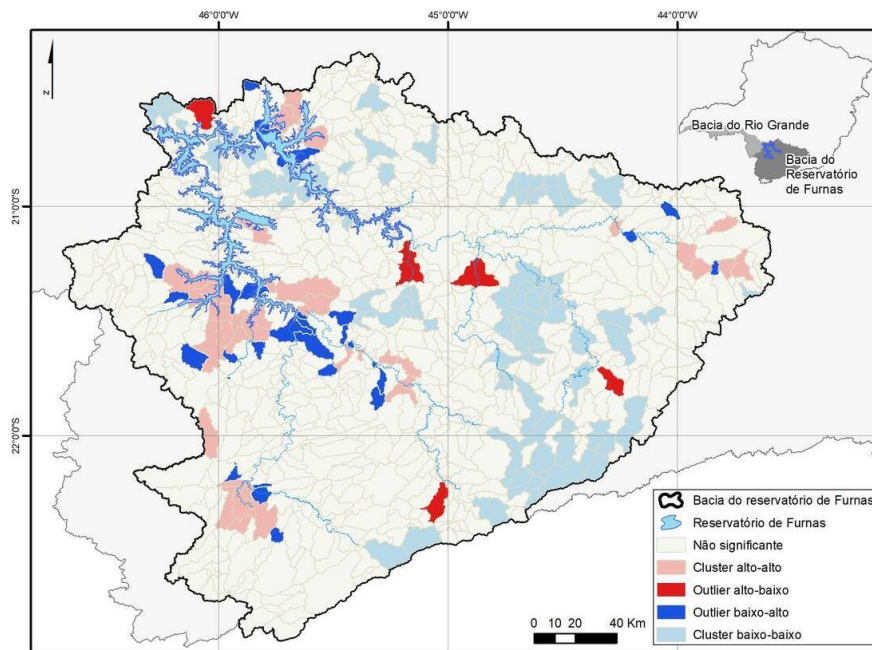 46°0'0"W
45°0'0"W
44°0'0"W
z
Bacia do Rio Grande
Bacia do
Reservatório
de Furnas
21°0'0"S
22°0'0"S
Bacia do reservatório de Furnas
Reservatório de Furnas
Não significante
Cluster alto-alto
Outlier alto-baixo
Outlier baixo-alto
Cluster baixo-baixo
0 10 20 40 Km